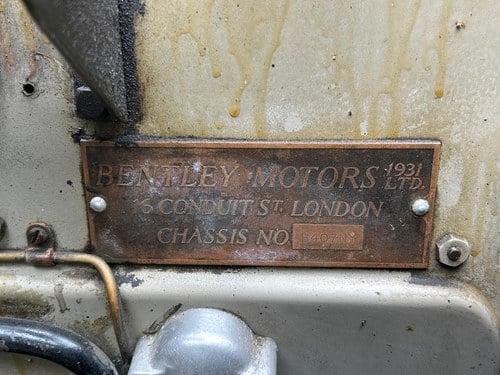 BENTLEY MOTORS 1931 LTD.
16 CONDUIT ST. LONDON
CHASSIS NO